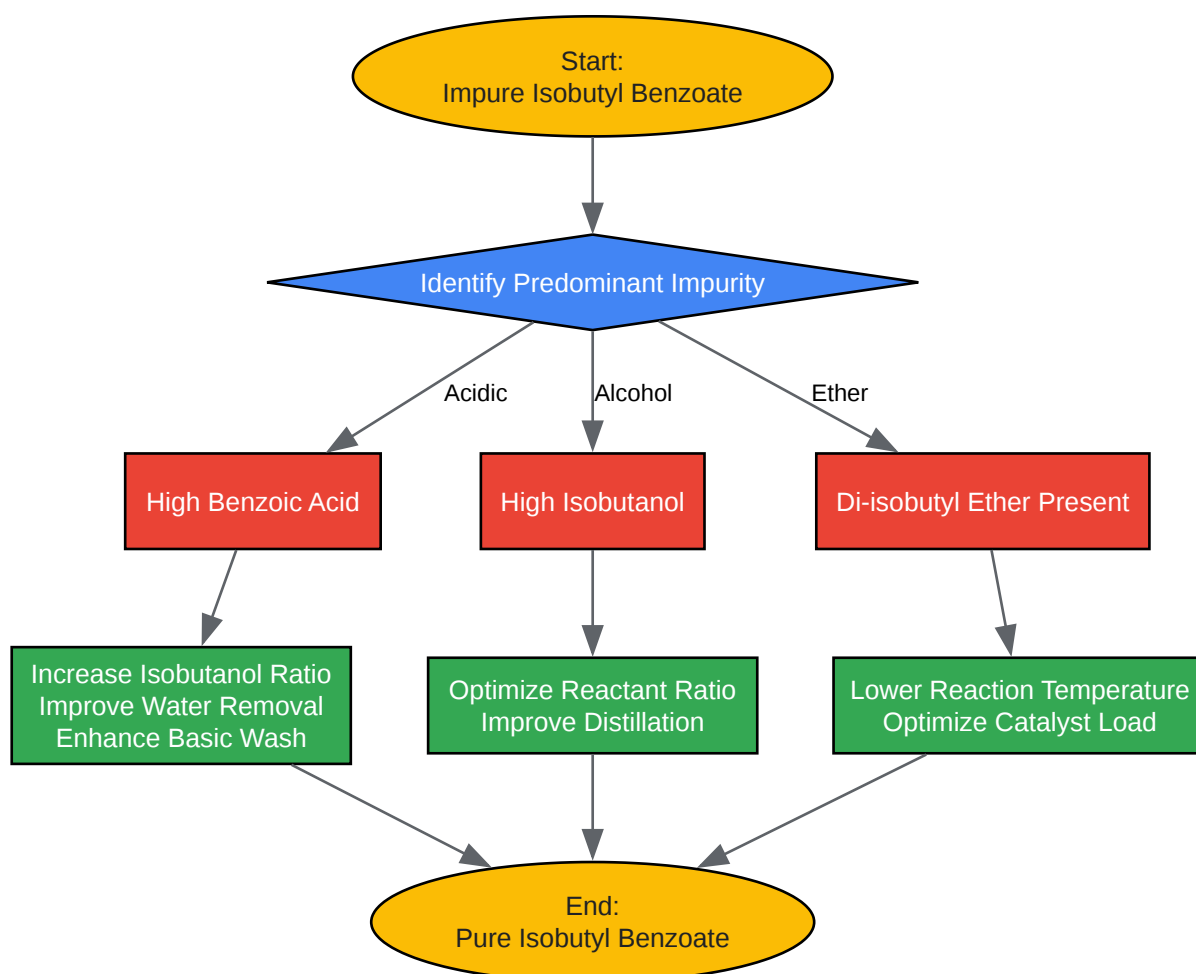 Start:
Impure Isobutyl Benzoate
Identify Predominant Impurity
Acidic
Alcohol
Ether
High Benzoic Acid
High Isobutanol
Di-isobutyl Ether Present
Increase Isobutanol Ratio
Improve Water Removal
Enhance Basic Wash
Optimize Reactant Ratio
Improve Distillation
Lower Reaction Temperature
Optimize Catalyst Load
End:
Pure Isobutyl Benzoate